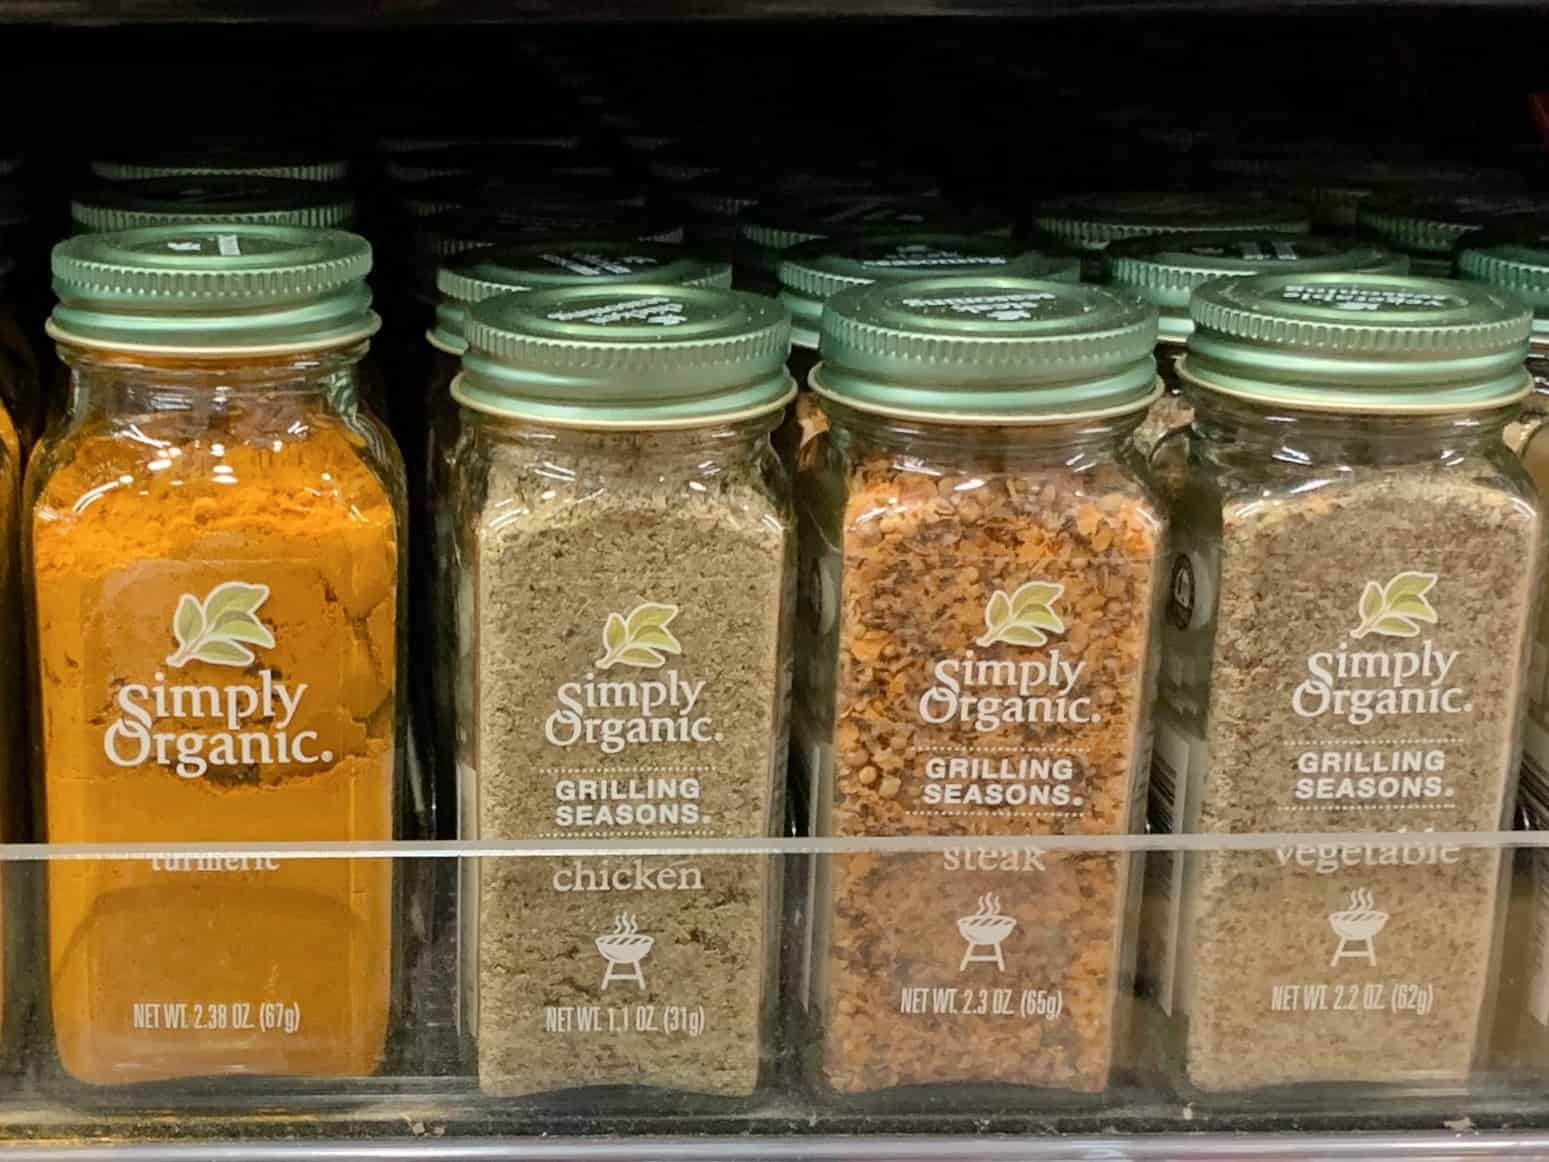 Simply
Organic.
turmeric
NET WT. 2.38 OZ. (67g)
Simply
Organic.
GRILLING
SEASONS.
chicken
NET WT. 1.1 OZ. (31g)
Simply
Organic.
GRILLING
SEASONS.
steak
NET WT. 2.3 OZ. (65g)
Simply
Organic.
GRILLING
SEASONS.
vegetable
NET WT. 2.2 OZ. (62g)